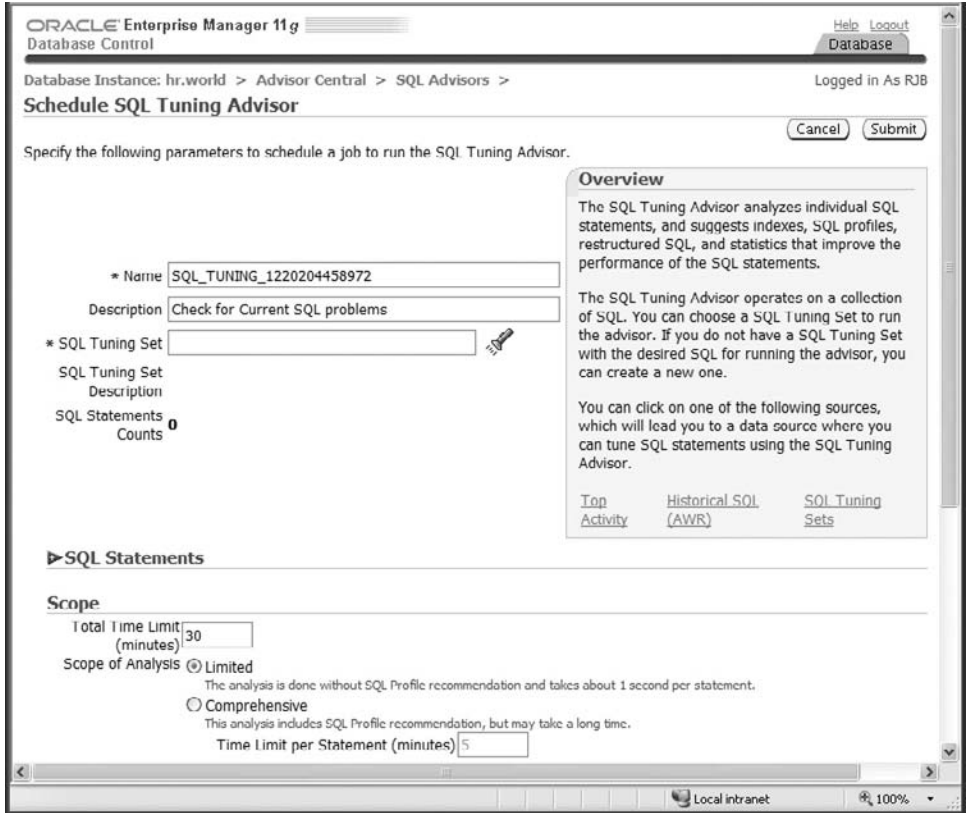 ORACLE Enterprise Manager 11g
Database Control
Help Logout
Database
Database Instance: hr.world > Advisor Central > SQL Advisors >
Logged in As RJB
Schedule SQL Tuning Advisor
Cancel Submit
Specify the following parameters to schedule a job to run the SQL Tuning Advisor.
* Name SQL_TUNING_1220204458972
Description Check for Current SQL problems
* SQL Tuning Set
SQL Tuning Set
Description
SQL Statements
Counts 0
Overview
The SQL Tuning Advisor analyzes individual SQL
statements, and suggests indexes, SQL profiles,
restructured SQL, and statistics that improve the
performance of the SQL statements.
The SQL Tuning Advisor operates on a collection
of SQL. You can choose a SQL Tuning Set to run
the advisor. If you do not have a SQL Tuning Set
with the desired SQL for running the advisor, you
can create a new one.
You can click on one of the following sources,
which will lead you to a data source where you
can tune SQL statements using the SQL Tuning
Advisor.
Top
Activity
Historical SQL
(AWR)
SQL Tuning
Sets
SQL Statements
Scope
Total Time Limit
(minutes) 30
Scope of Analysis Limited
The analysis is done without SQL Profile recommendation and takes about 1 second per statement.
Comprehensive
This analysis includes SQL Profile recommendation, but may take a long time.
Time Limit per Statement (minutes) 5
Local intranet
100%